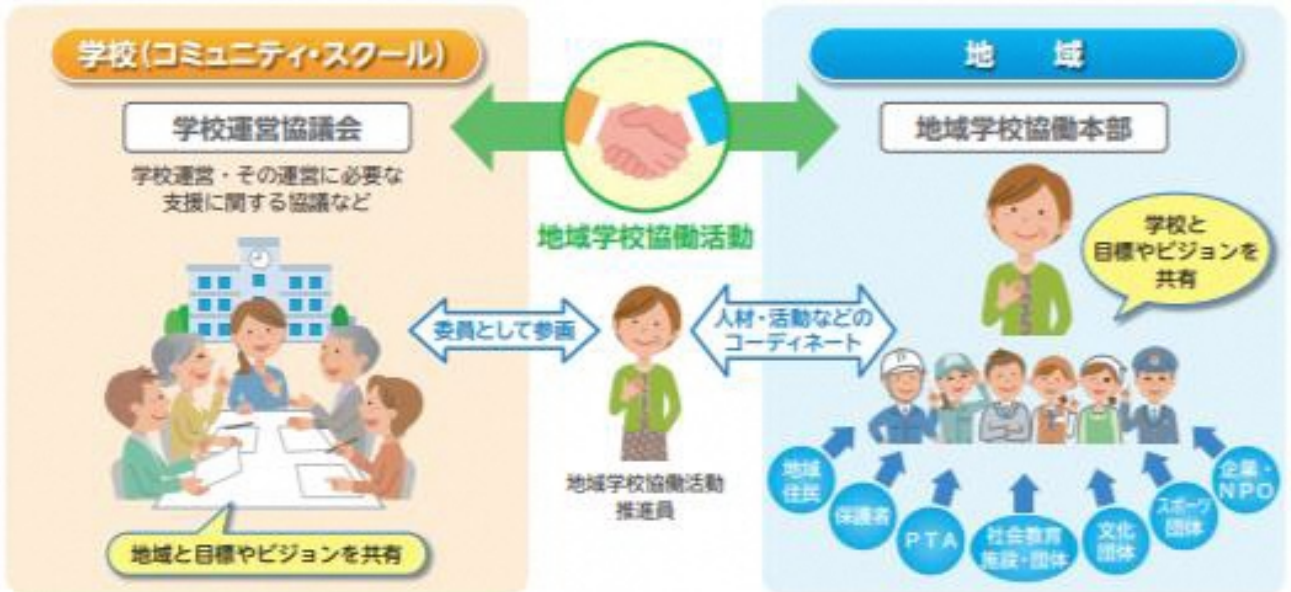 学校(コミュニティ・スクール)
学校運営協議会
学校運営・その運営に必要な
支援に関する協議など
地域と目標やビジョンを共有
地域学校協働活動
委員として参画
人材・活動などの
コーディネート
地域学校協働活動
推進員
地域
地域学校協働本部
学校と
目標やビジョンを
共有
地域
住民
保護者
PTA
社会教育
施設・団体
文化
団体
スポーツ
団体
企業・
NPO